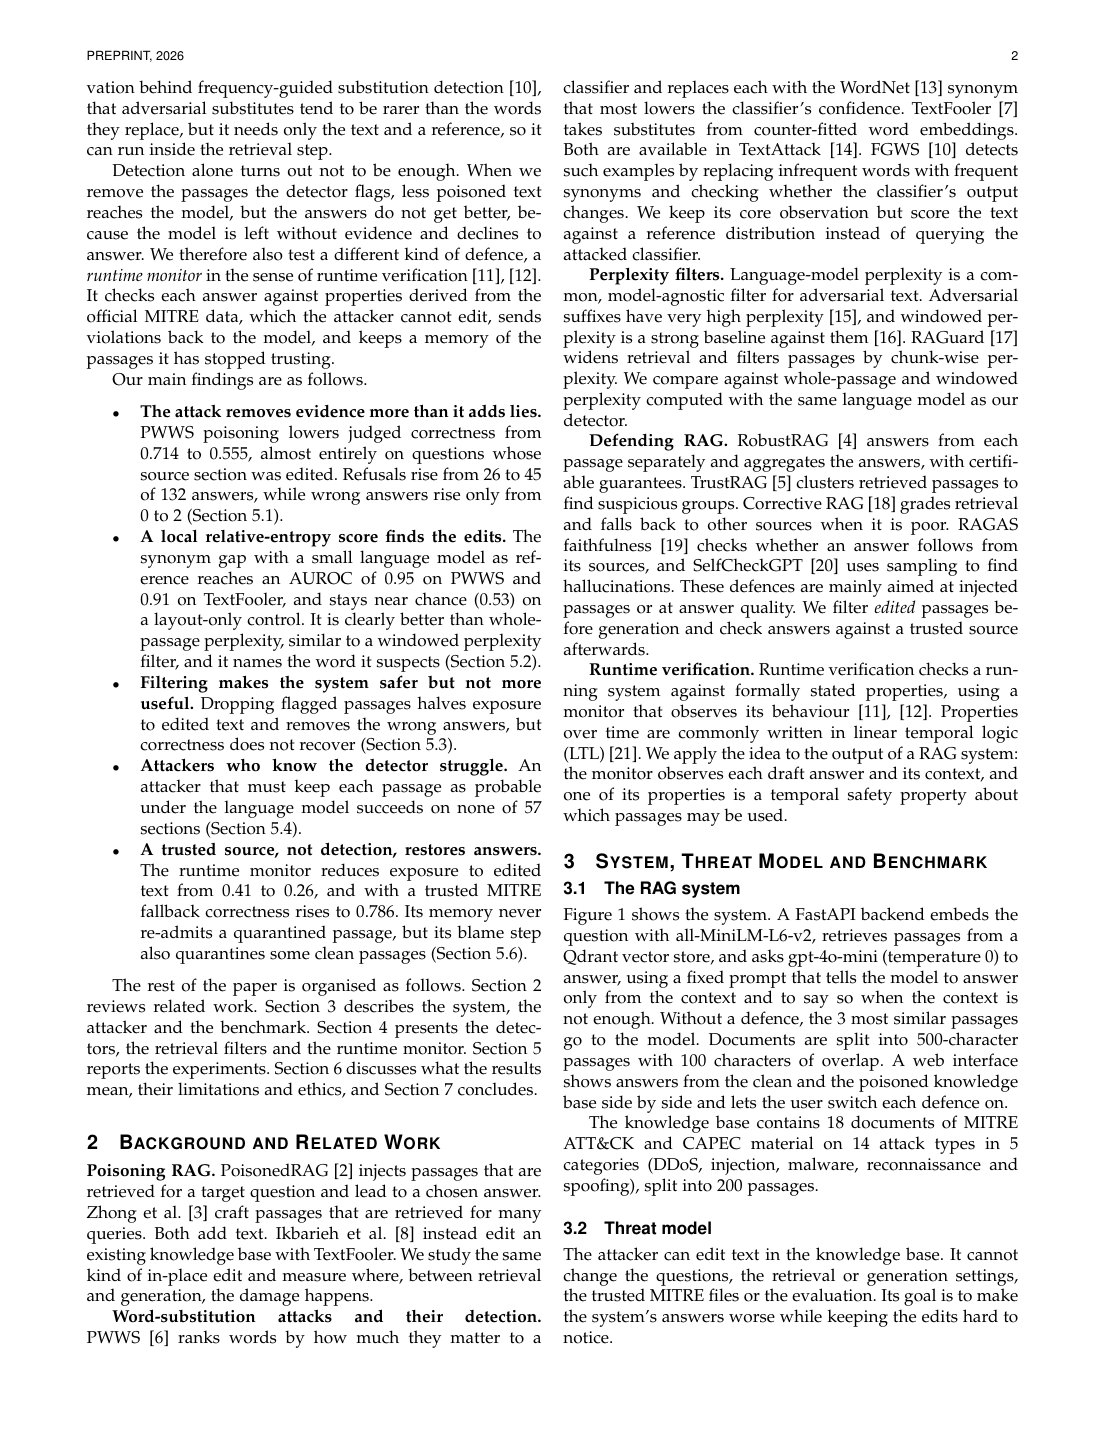 PREPRINT, 2026
2
vation behind frequency-guided substitution detection [10],
that adversarial substitutes tend to be rarer than the words
they replace, but it needs only the text and a reference, so it
can run inside the retrieval step.
Detection alone turns out not to be enough. When we
remove the passages the detector flags, less poisoned text
reaches the model, but the answers do not get better, be-
cause the model is left without evidence and declines to
answer. We therefore also test a different kind of defence, a
runtime monitor in the sense of runtime verification [11], [12].
It checks each answer against properties derived from the
official MITRE data, which the attacker cannot edit, sends
violations back to the model, and keeps a memory of the
passages it has stopped trusting.
Our main findings are as follows.
• The attack removes evidence more than it adds lies.
PWWS poisoning lowers judged correctness from
0.714 to 0.555, almost entirely on questions whose
source section was edited. Refusals rise from 26 to 45
of 132 answers, while wrong answers rise only from
0 to 2 (Section 5.1).
• A local relative-entropy score finds the edits. The
synonym gap with a small language model as ref-
erence reaches an AUROC of 0.95 on PWWS and
0.91 on TextFooler, and stays near chance (0.53) on
a layout-only control. It is clearly better than whole-
passage perplexity, similar to a windowed perplexity
filter, and it names the word it suspects (Section 5.2).
• Filtering makes the system safer but not more
useful. Dropping flagged passages halves exposure
to edited text and removes the wrong answers, but
correctness does not recover (Section 5.3).
• Attackers who know the detector struggle. An
attacker that must keep each passage as probable
under the language model succeeds on none of 57
sections (Section 5.4).
• A trusted source, not detection, restores answers.
The runtime monitor reduces exposure to edited
text from 0.41 to 0.26, and with a trusted MITRE
fallback correctness rises to 0.786. Its memory never
re-admits a quarantined passage, but its blame step
also quarantines some clean passages (Section 5.6).
The rest of the paper is organised as follows. Section 2
reviews related work. Section 3 describes the system, the
attacker and the benchmark. Section 4 presents the detec-
tors, the retrieval filters and the runtime monitor. Section 5
reports the experiments. Section 6 discusses what the results
mean, their limitations and ethics, and Section 7 concludes.
2 BACKGROUND AND RELATED WORK
Poisoning RAG. PoisonedRAG [2] injects passages that are
retrieved for a target question and lead to a chosen answer.
Zhong et al. [3] craft passages that are retrieved for many
queries. Both add text. Ikbarieh et al. [8] instead edit an
existing knowledge base with TextFooler. We study the same
kind of in-place edit and measure where, between retrieval
and generation, the damage happens.
Word-substitution attacks and their detection.
PWWS [6] ranks words by how much they matter to a
classifier and replaces each with the WordNet [13] synonym
that most lowers the classifier's confidence. TextFooler [7]
takes substitutes from counter-fitted word embeddings.
Both are available in TextAttack [14]. FGWS [10] detects
such examples by replacing infrequent words with frequent
synonyms and checking whether the classifier's output
changes. We keep its core observation but score the text
against a reference distribution instead of querying the
attacked classifier.
Perplexity filters. Language-model perplexity is a com-
mon, model-agnostic filter for adversarial text. Adversarial
suffixes have very high perplexity [15], and windowed per-
plexity is a strong baseline against them [16]. RAGuard [17]
widens retrieval and filters passages by chunk-wise per-
plexity. We compare against whole-passage and windowed
perplexity computed with the same language model as our
detector.
Defending RAG. RobustRAG [4] answers from each
passage separately and aggregates the answers, with certifi-
able guarantees. TrustRAG [5] clusters retrieved passages to
find suspicious groups. Corrective RAG [18] grades retrieval
and falls back to other sources when it is poor. RAGAS
faithfulness [19] checks whether an answer follows from
its sources, and SelfCheckGPT [20] uses sampling to find
hallucinations. These defences are mainly aimed at injected
passages or at answer quality. We filter edited passages be-
fore generation and check answers against a trusted source
afterwards.
Runtime verification. Runtime verification checks a run-
ning system against formally stated properties, using a
monitor that observes its behaviour [11], [12]. Properties
over time are commonly written in linear temporal logic
(LTL) [21]. We apply the idea to the output of a RAG system:
the monitor observes each draft answer and its context, and
one of its properties is a temporal safety property about
which passages may be used.
3 SYSTEM, THREAT MODEL AND BENCHMARK
3.1 The RAG system
Figure 1 shows the system. A FastAPI backend embeds the
question with all-MiniLM-L6-v2, retrieves passages from a
Qdrant vector store, and asks gpt-4o-mini (temperature 0) to
answer, using a fixed prompt that tells the model to answer
only from the context and to say so when the context is
not enough. Without a defence, the 3 most similar passages
go to the model. Documents are split into 500-character
passages with 100 characters of overlap. A web interface
shows answers from the clean and the poisoned knowledge
base side by side and lets the user switch each defence on.
The knowledge base contains 18 documents of MITRE
ATT&CK and CAPEC material on 14 attack types in 5
categories (DDoS, injection, malware, reconnaissance and
spoofing), split into 200 passages.
3.2 Threat model
The attacker can edit text in the knowledge base. It cannot
change the questions, the retrieval or generation settings,
the trusted MITRE files or the evaluation. Its goal is to make
the system's answers worse while keeping the edits hard to
notice.